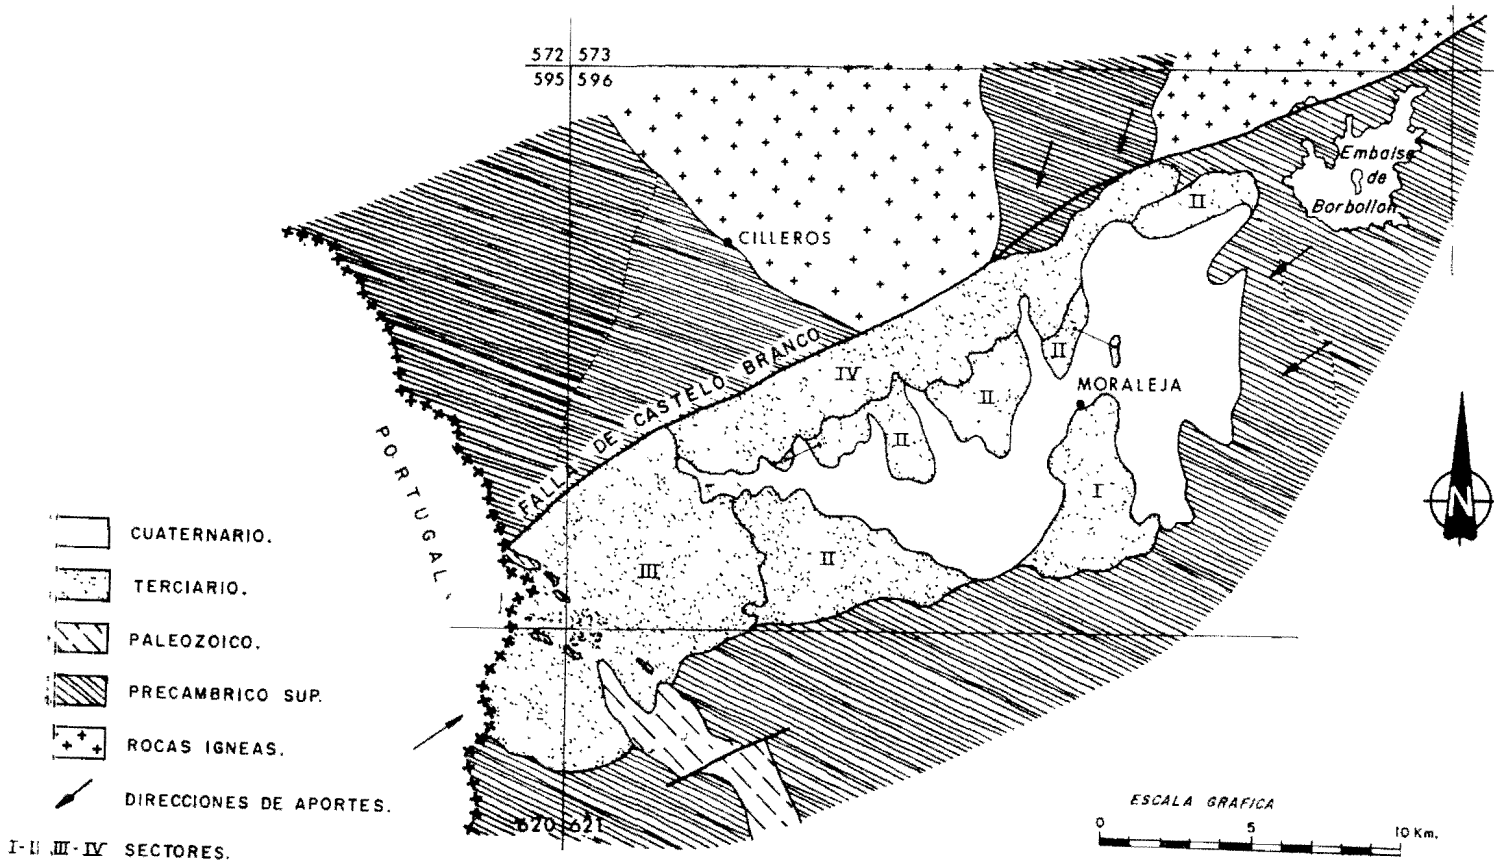 572 573
595 596
Embalse
de
Borbollon
II
CILLEROS
FALLA DE CASTELO BRANCO
IV
II
II
MORALEJA
II
I
PORTUGAL
III
II
CUATERNARIO.
TERCIARIO.
PALEOZOICO.
PRECAMBRICO SUP.
ROCAS IGNEAS.
DIRECCIONES DE APORTES.
I-II III-IV SECTORES.
620 621
N
ESCALA GRAFICA
0 5 10 Km.